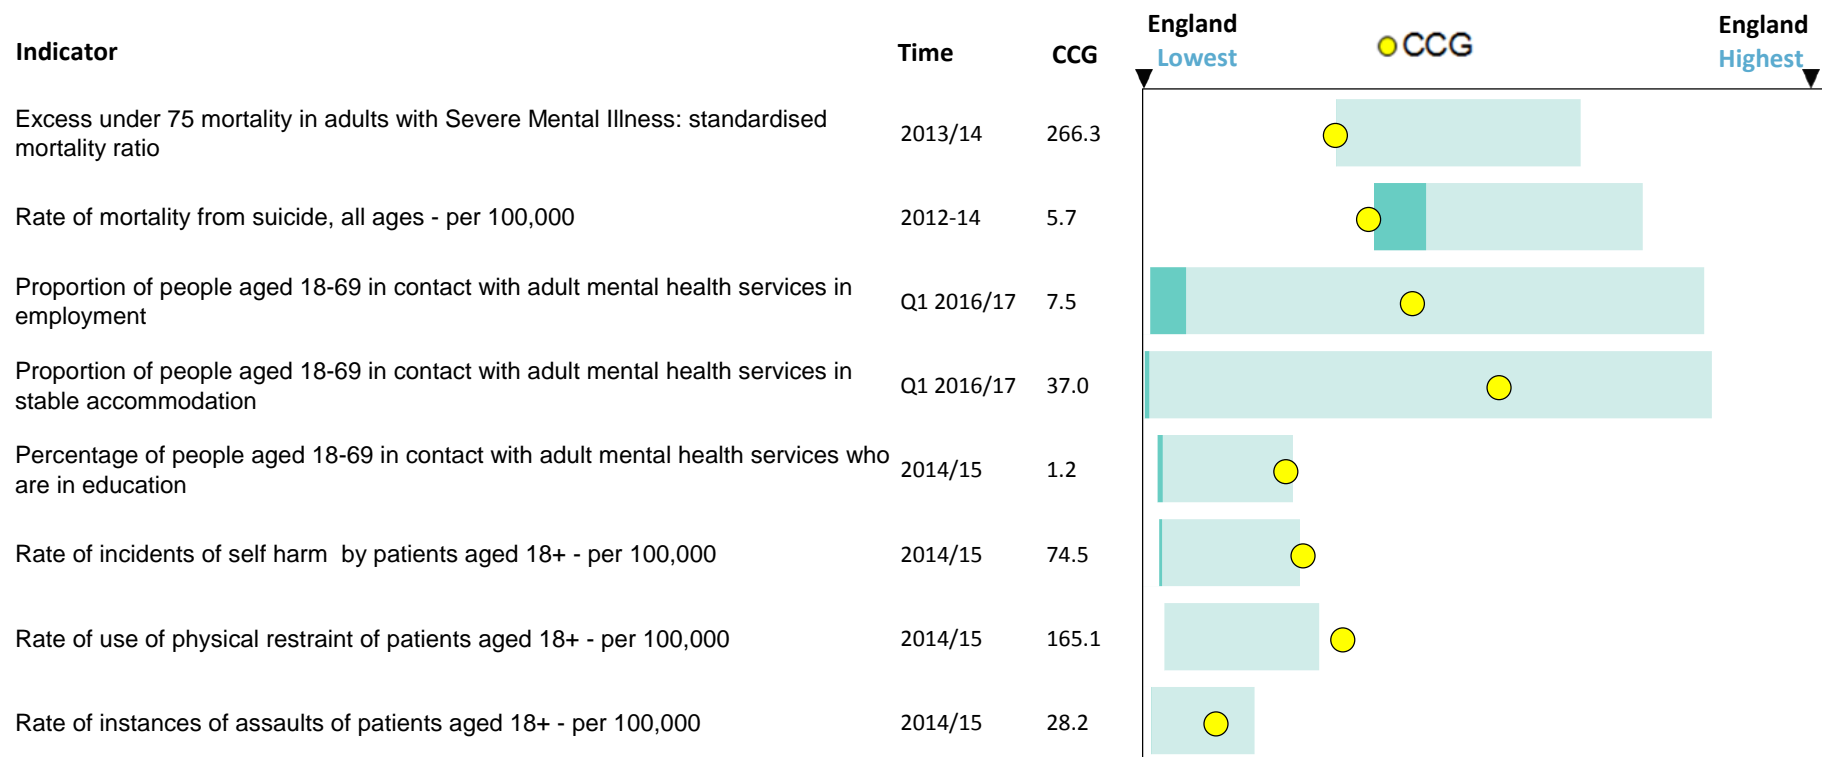 Indicator Time CCG England Lowest CCG England Highest
Excess under 75 mortality in adults with Severe Mental Illness: standardised
mortality ratio
2013/14 266.3
Rate of mortality from suicide, all ages - per 100,000 2012-14 5.7
Proportion of people aged 18-69 in contact with adult mental health services in
employment
Q1 2016/17 7.5
Proportion of people aged 18-69 in contact with adult mental health services in
stable accommodation
Q1 2016/17 37.0
Percentage of people aged 18-69 in contact with adult mental health services who
are in education
2014/15 1.2
Rate of incidents of self harm  by patients aged 18+ - per 100,000 2014/15 74.5
Rate of use of physical restraint of patients aged 18+ - per 100,000 2014/15 165.1
Rate of instances of assaults of patients aged 18+ - per 100,000 2014/15 28.2